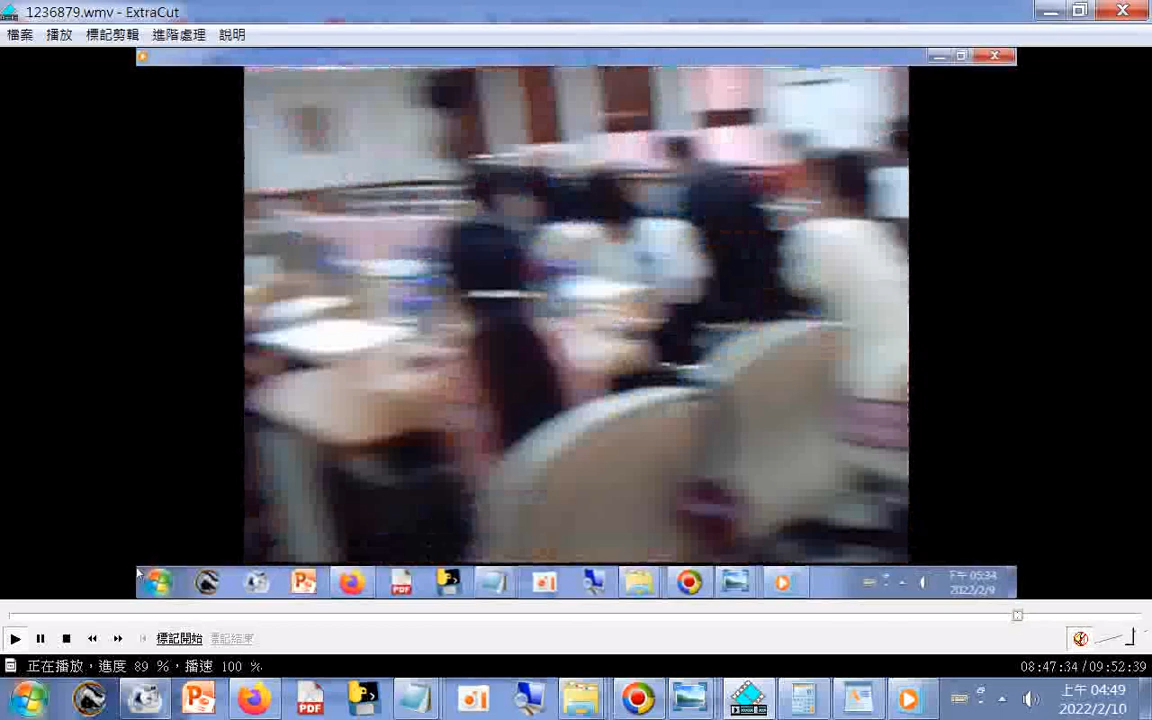 1236879.wmv - ExtraCut
檔案 播放 標記剪輯 進階處理 說明
PDF
下午 05:34
2022/2/9
標記開始 標記結束
正在播放，進度 89 %，播速 100 %.
08:47:34 / 09:52:39
PDF
上午 04:49
2022/2/10